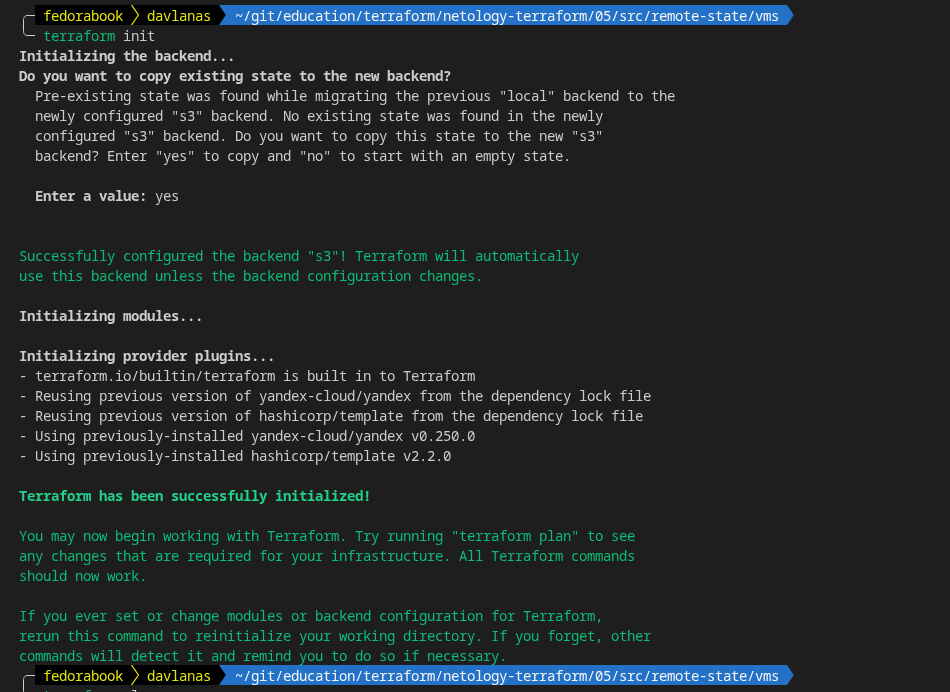 fedorabook davlanas ~/git/education/terraform/netology-terraform/05/src/remote-state/vms
terraform init
Initializing the backend...
Do you want to copy existing state to the new backend?
Pre-existing state was found while migrating the previous "local" backend to the
newly configured "s3" backend. No existing state was found in the newly
configured "s3" backend. Do you want to copy this state to the new "s3"
backend? Enter "yes" to copy and "no" to start with an empty state.
Enter a value: yes
Successfully configured the backend "s3"! Terraform will automatically
use this backend unless the backend configuration changes.
Initializing modules...
Initializing provider plugins...
- terraform.io/builtin/terraform is built in to Terraform
- Reusing previous version of yandex-cloud/yandex from the dependency lock file
- Reusing previous version of hashicorp/template from the dependency lock file
- Using previously-installed yandex-cloud/yandex v0.250.0
- Using previously-installed hashicorp/template v2.2.0
Terraform has been successfully initialized!
You may now begin working with Terraform. Try running "terraform plan" to see
any changes that are required for your infrastructure. All Terraform commands
should now work.
If you ever set or change modules or backend configuration for Terraform,
rerun this command to reinitialize your working directory. If you forget, other
commands will detect it and remind you to do so if necessary.
fedorabook davlanas ~/git/education/terraform/netology-terraform/05/src/remote-state/vms